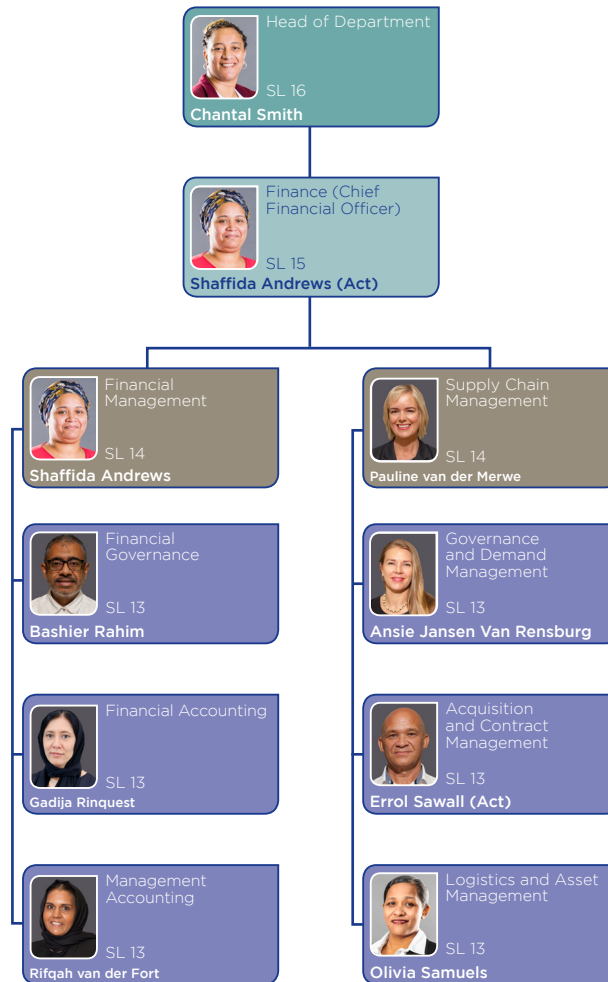 Head of Department
SL 16
Chantal Smith
Finance (Chief
Financial Officer)
SL 15
Shaffida Andrews (Act)
Financial
Management
SL 14
Shaffida Andrews
Supply Chain
Management
SL 14
Pauline van der Merwe
Financial
Governance
SL 13
Bashier Rahim
Governance
and Demand
Management
SL 13
Ansie Jansen Van Rensburg
Financial Accounting
SL 13
Gadija Rinquest
Acquisition
and Contract
Management
SL 13
Errol Sawall (Act)
Management
Accounting
SL 13
Rifqah van der Fort
Logistics and Asset
Management
SL 13
Olivia Samuels